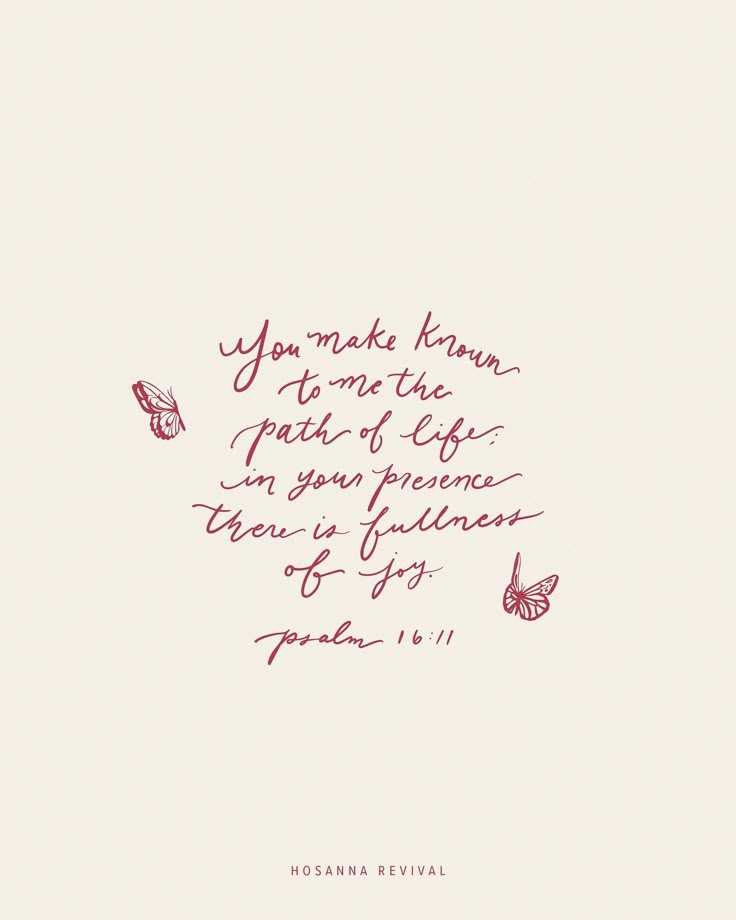 You make known
to me the
path of life;
in your presence
there is fullness
of joy.
psalm 16:11
HOSANNA REVIVAL